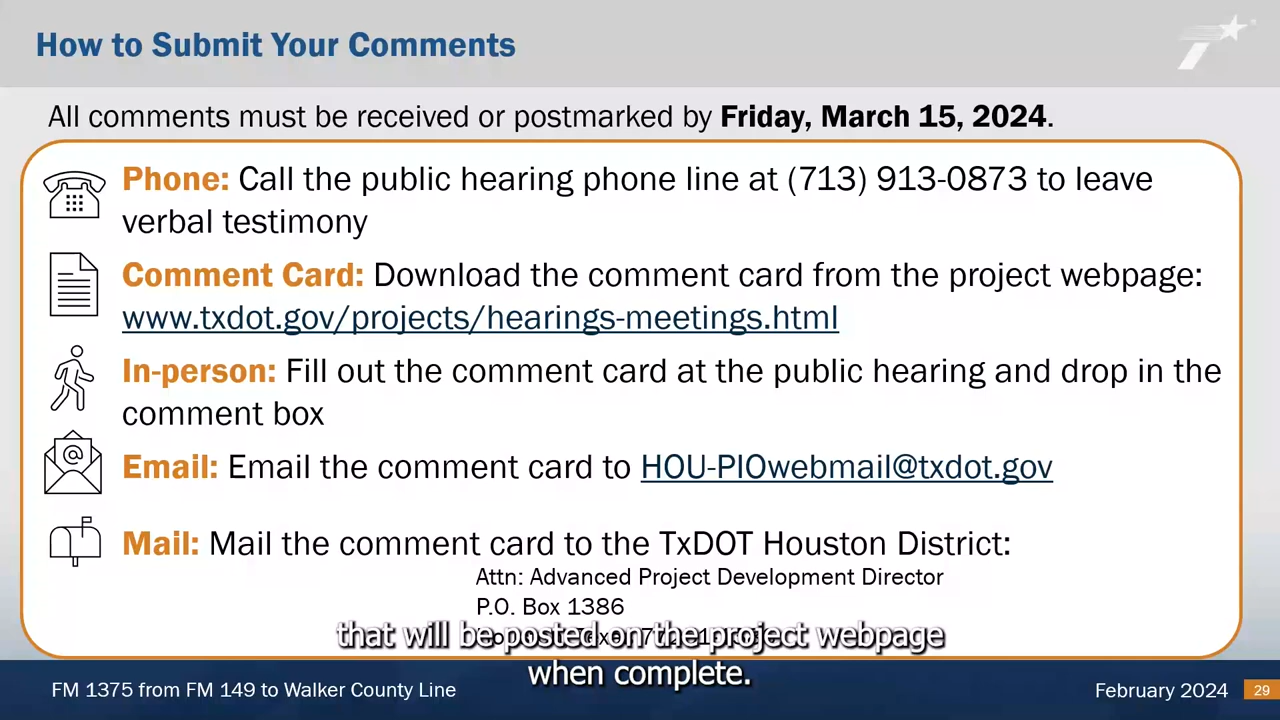 How to Submit Your Comments
All comments must be received or postmarked by Friday, March 15, 2024.
Phone: Call the public hearing phone line at (713) 913-0873 to leave
verbal testimony
Comment Card: Download the comment card from the project webpage:
www.txdot.gov/projects/hearings-meetings.html
In-person: Fill out the comment card at the public hearing and drop in the
comment box
@
Email: Email the comment card to HOU-PIOwebmail@txdot.gov
Mail: Mail the comment card to the TxDOT Houston District:
Attn: Advanced Project Development Director
P.O. Box 1386
that will be posted on the project webpage
when complete.
FM 1375 from FM 149 to Walker County Line
February 2024
29